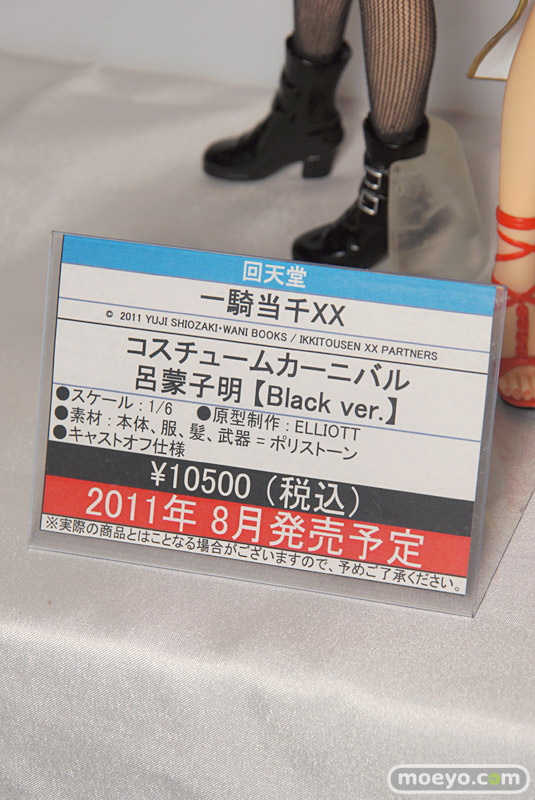 回天堂
一騎当千XX
© 2011 YUJI SHIOZAKI・WANI BOOKS / IKKITOUSEN XX PARTNERS
コスチュームカーニバル
呂蒙子明【Black ver.】
●スケール：1/6 ●原型制作：ELLIOTT
●素材：本体、服、髪、武器 = ポリストーン
●キャストオフ仕様
¥10500（税込）
2011年 8月発売予定
※実際の商品とはことなる場合がございますので、予めご了承ください。
moeyo.com